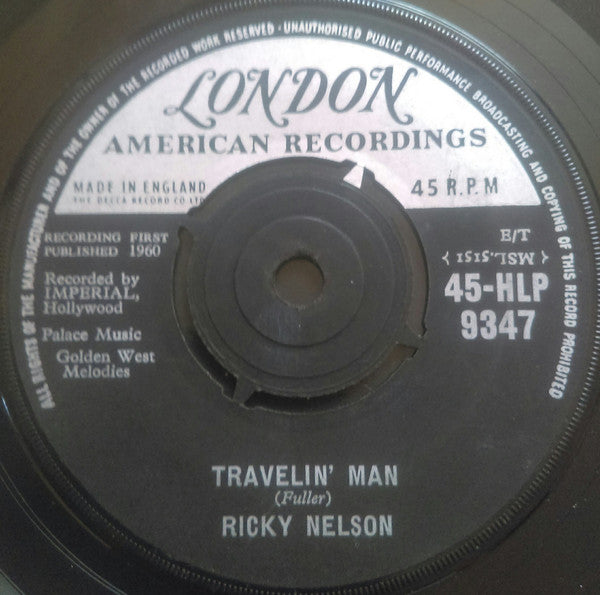 ALL RIGHTS OF THE MANUFACTURER AND OF THE OWNER OF THE RECORDED WORK RESERVED · UNAUTHORISED PUBLIC PERFORMANCE BROADCASTING AND COPYING OF THIS RECORD PROHIBITED
LONDON
AMERICAN RECORDINGS
MADE IN ENGLAND
THE DECCA RECORD CO LTD
45 R.P.M
RECORDING FIRST
PUBLISHED 1960
Recorded by
IMPERIAL,
Hollywood
Palace Music
Golden West
Melodies
E/T
( MSL.5151 )
45-HLP
9347
TRAVELIN' MAN
(Fuller)
RICKY NELSON